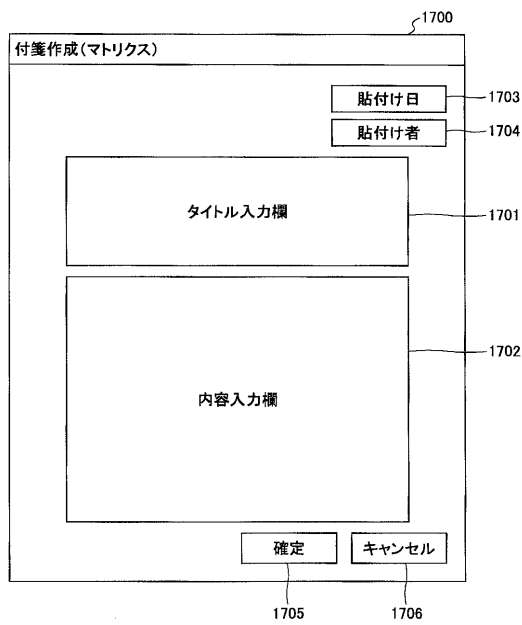 1700
付箋作成(マトリクス)
貼付け日
1703
貼付け者
1704
タイトル入力欄
1701
内容入力欄
1702
確定
キャンセル
1705
1706